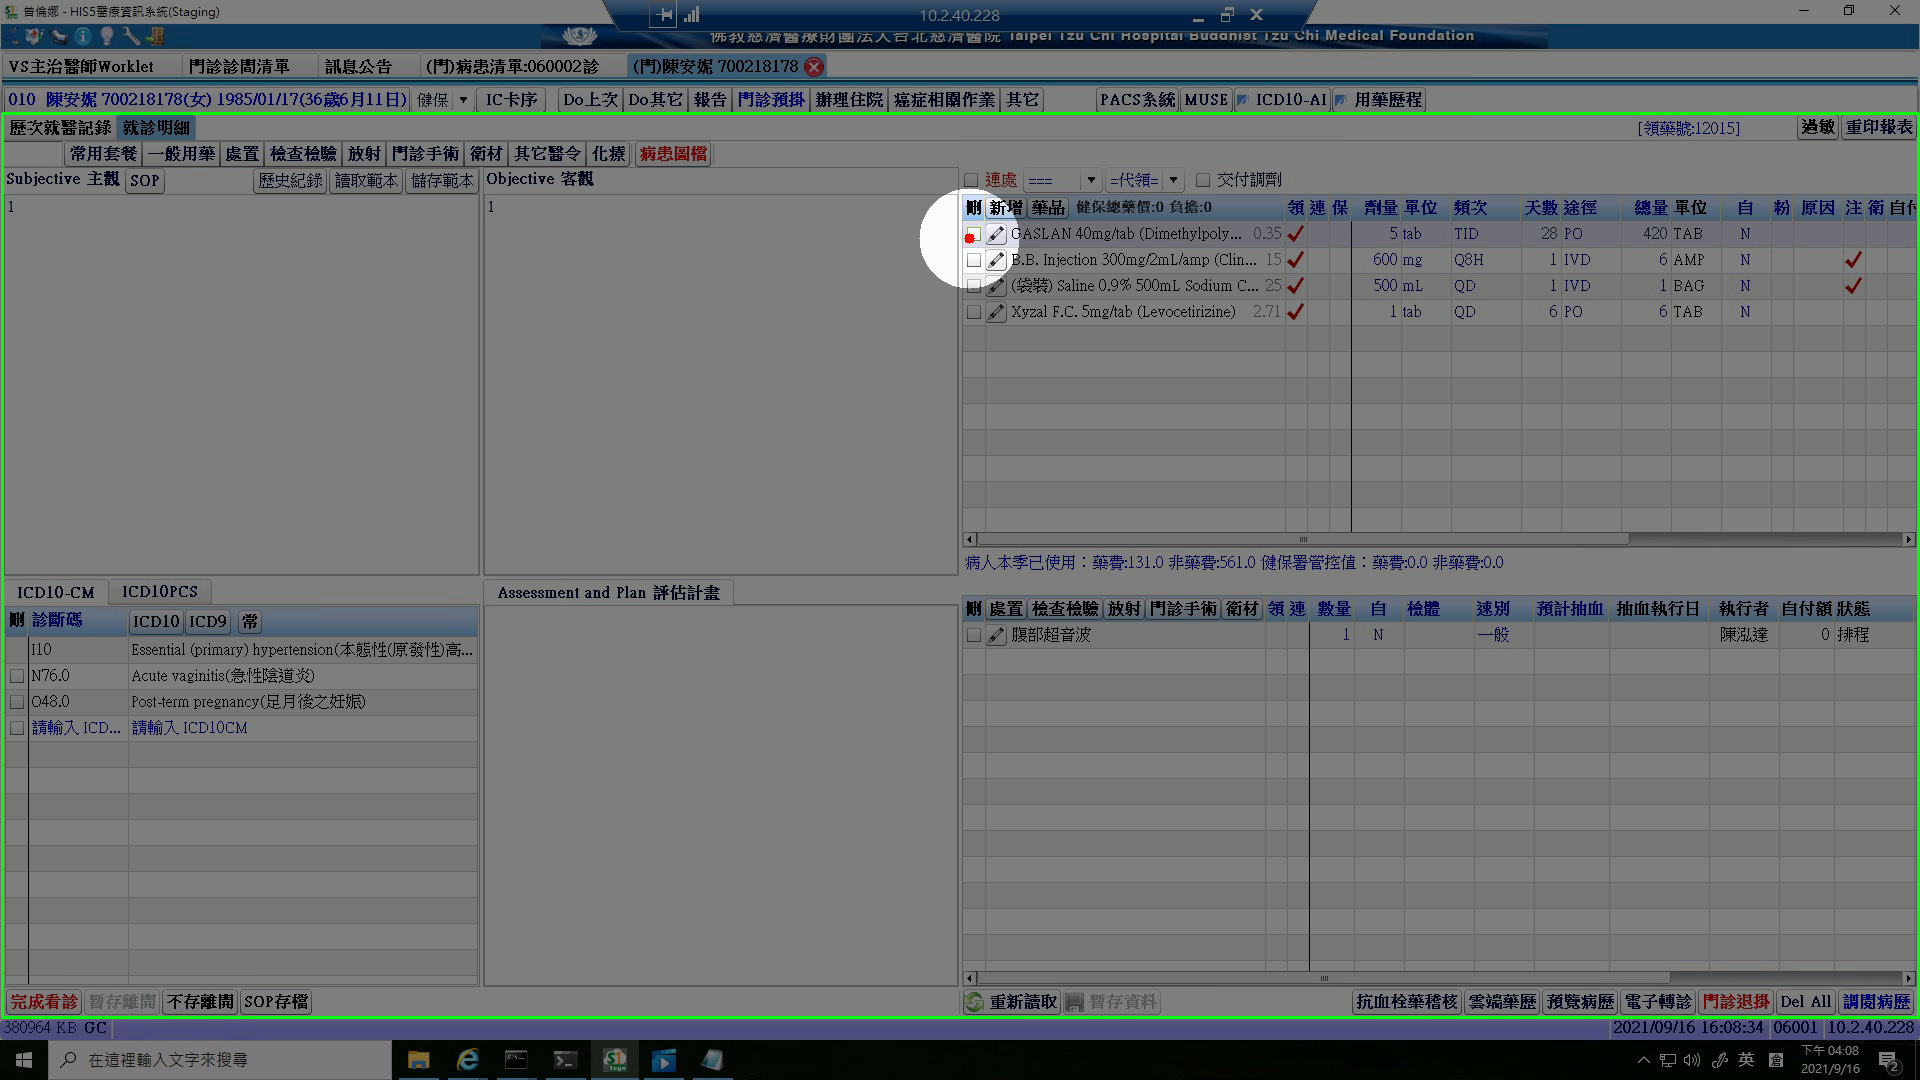 曾倫娜 - HIS5醫療資訊系統(Staging)
10.2.40.228
佛教慈濟醫療財團法人台北慈濟醫院 Taipei Tzu Chi Hospital Buddhist Tzu Chi Medical Foundation
VS主治醫師Worklet 門診診間清單 訊息公告 (門)病患清單:060002診 (門)陳安妮 700218178
010 陳安妮 700218178(女) 1985/01/17(36歲6月11日) 健保 IC卡序 Do上次 Do其它 報告 門診預掛 辦理住院 癌症相關作業 其它 PACS系統 MUSE ICD10-AI 用藥歷程
歷次就醫記錄 就診明細 [領藥號:12015] 過敏 重印報表
常用套餐 一般用藥 處置 檢查檢驗 放射 門診手術 衛材 其它醫令 化療 病患圖檔
Subjective 主觀 SOP 歷史紀錄 讀取範本 儲存範本 Objective 客觀 連處 === =代領= 交付調劑
1 1
刪 新增 藥品 健保總藥價:0 負擔:0 領 連 保 劑量 單位 頻次 天數 途徑 總量 單位 自 粉 原因 注 衛 自付
GASLAN 40mg/tab (Dimethylpoly... 0.35 5 tab TID 28 PO 420 TAB N
B.B. Injection 300mg/2mL/amp (Clin... 15 600 mg Q8H 1 IVD 6 AMP N
(袋裝) Saline 0.9% 500mL Sodium C... 25 500 mL QD 1 IVD 1 BAG N
Xyzal F.C. 5mg/tab (Levocetirizine) 2.71 1 tab QD 6 PO 6 TAB N
病人本季已使用：藥費:131.0 非藥費:561.0 健保署管控值：藥費:0.0 非藥費:0.0
ICD10-CM ICD10PCS Assessment and Plan 評估計畫
刪 診斷碼 ICD10 ICD9 常
I10 Essential (primary) hypertension(本態性(原發性)高...
N76.0 Acute vaginitis(急性陰道炎)
O48.0 Post-term pregnancy(足月後之妊娠)
請輸入 ICD... 請輸入 ICD10CM
刪 處置 檢查檢驗 放射 門診手術 衛材 領 連 數量 自 檢體 速別 預計抽血 抽血執行日 執行者 自付額 狀態
腹部超音波 1 N 一般 陳泓達 0 排程
完成看診 暫存離開 不存離開 SOP存檔 重新讀取 暫存資料 抗血栓華稽核 雲端華歷 預覽病歷 電子轉診 門診退掛 Del All 調閱病歷
380964 KB GC 2021/09/16 16:08:34 06001 10.2.40.228
在這裡輸入文字來搜尋 英 下午 04:08
2021/9/16 2